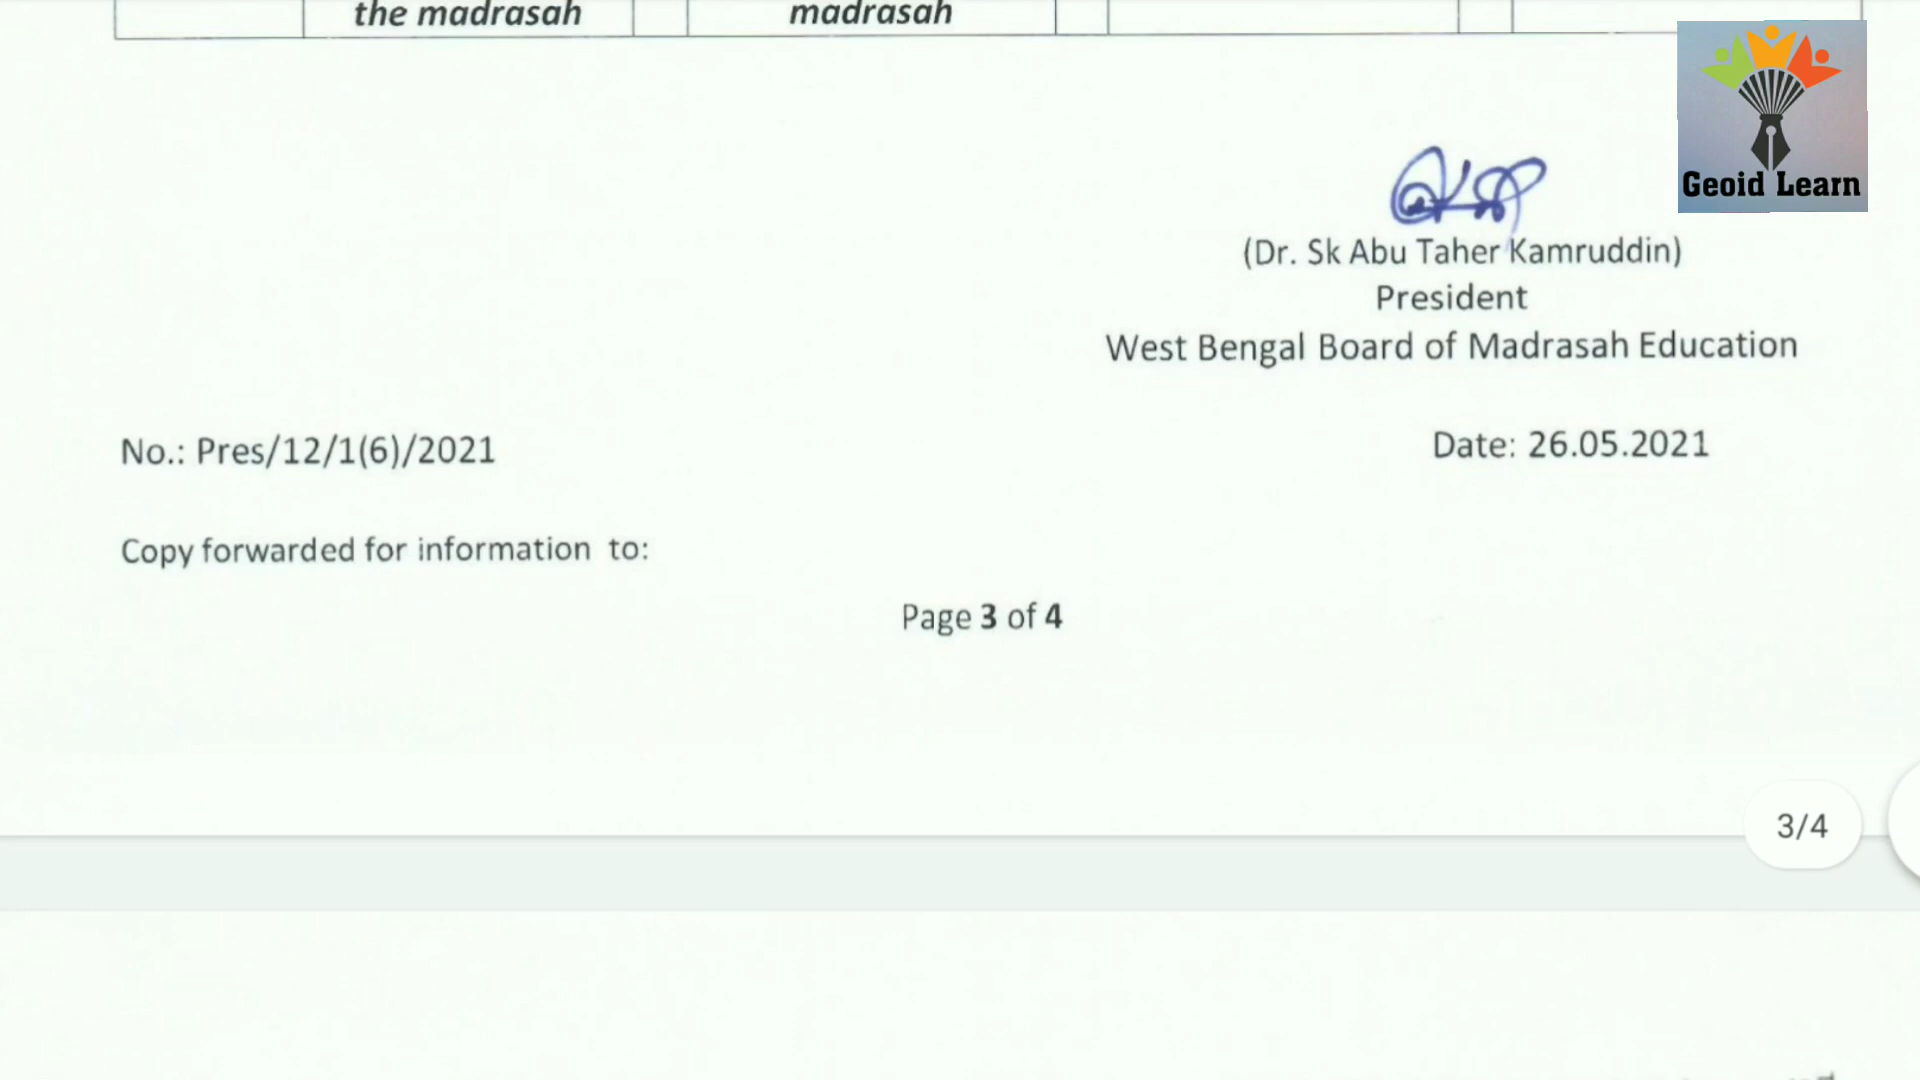 the madrasah madrasah
Geoid Learn
(Dr. Sk Abu Taher Kamruddin)
President
West Bengal Board of Madrasah Education
No.: Pres/12/1(6)/2021 Date: 26.05.2021
Copy forwarded for information to:
Page 3 of 4
3/4